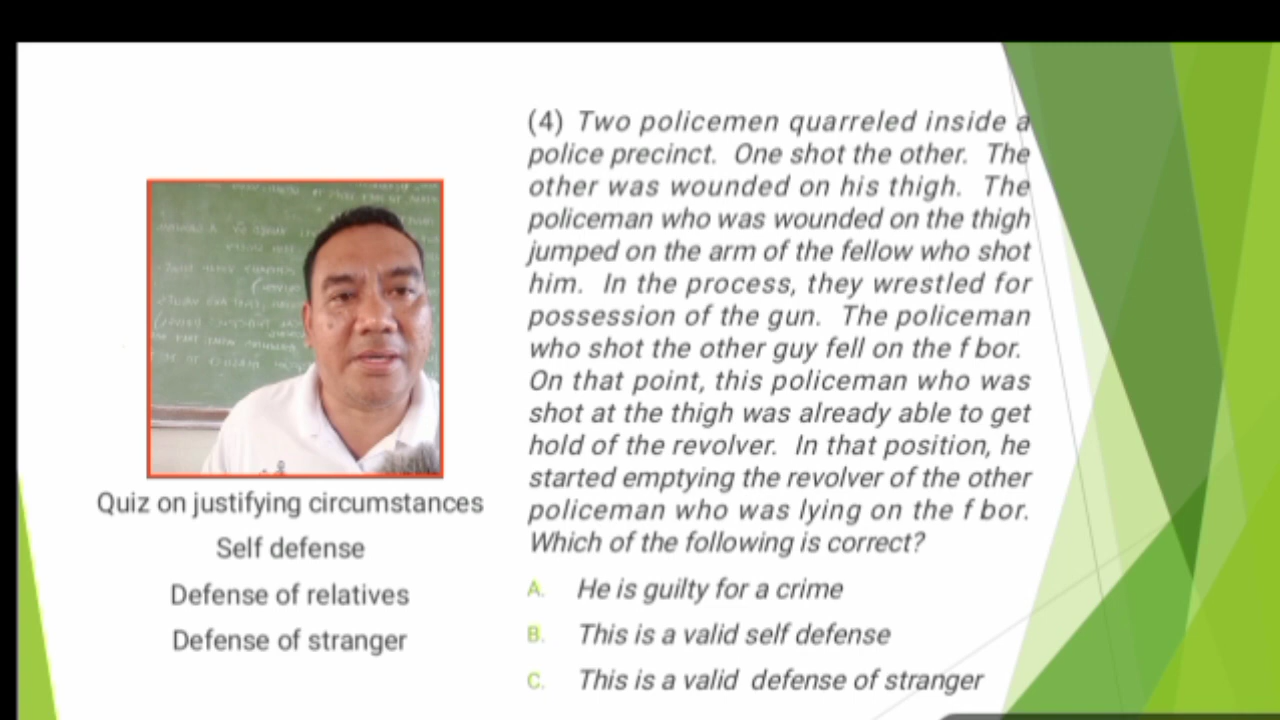 (4) Two policemen quarreled inside a
police precinct. One shot the other. The
other was wounded on his thigh. The
policeman who was wounded on the thigh
jumped on the arm of the fellow who shot
him. In the process, they wrestled for
possession of the gun. The policeman
who shot the other guy fell on the f bor.
On that point, this policeman who was
shot at the thigh was already able to get
hold of the revolver. In that position, he
started emptying the revolver of the other
policeman who was lying on the f bor.
Which of the following is correct?
A. He is guilty for a crime
B. This is a valid self defense
C. This is a valid defense of stranger
Quiz on justifying circumstances
Self defense
Defense of relatives
Defense of stranger